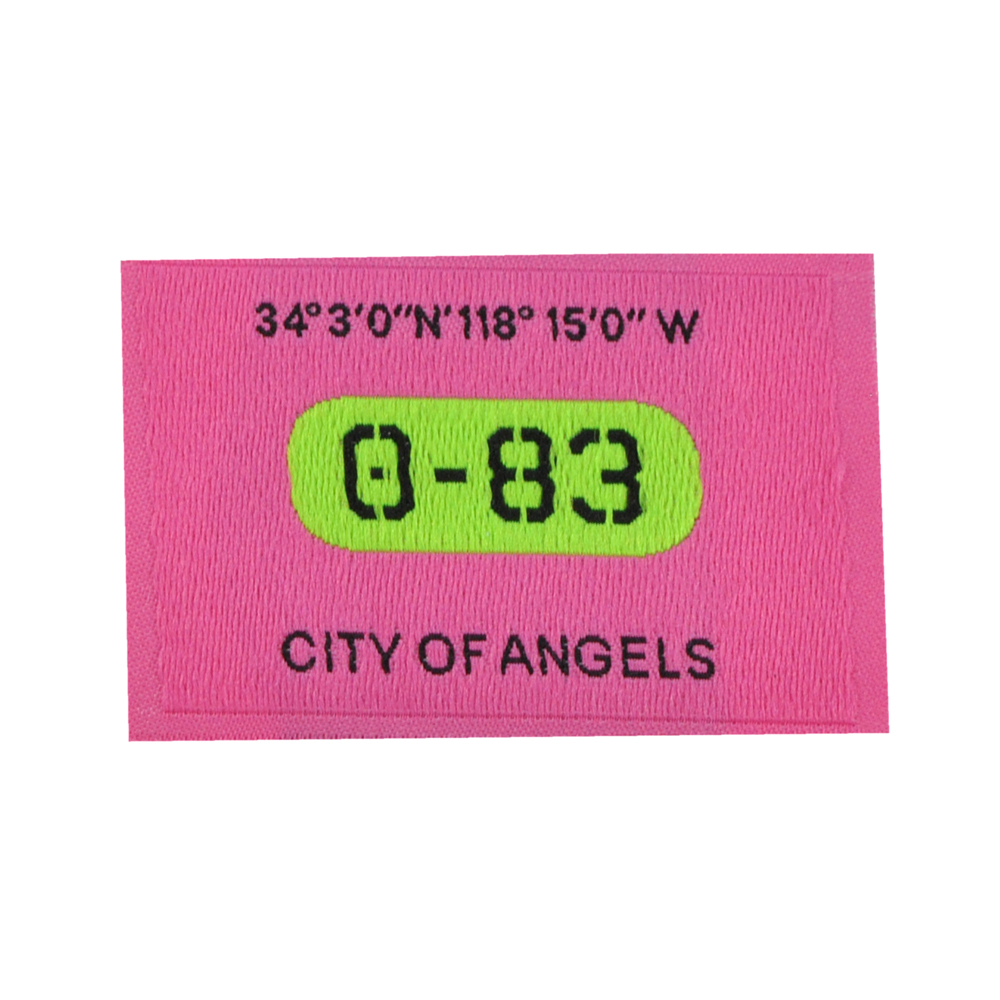 34°3'0"N'118° 15'0" W
0-83
CITY OF ANGELS